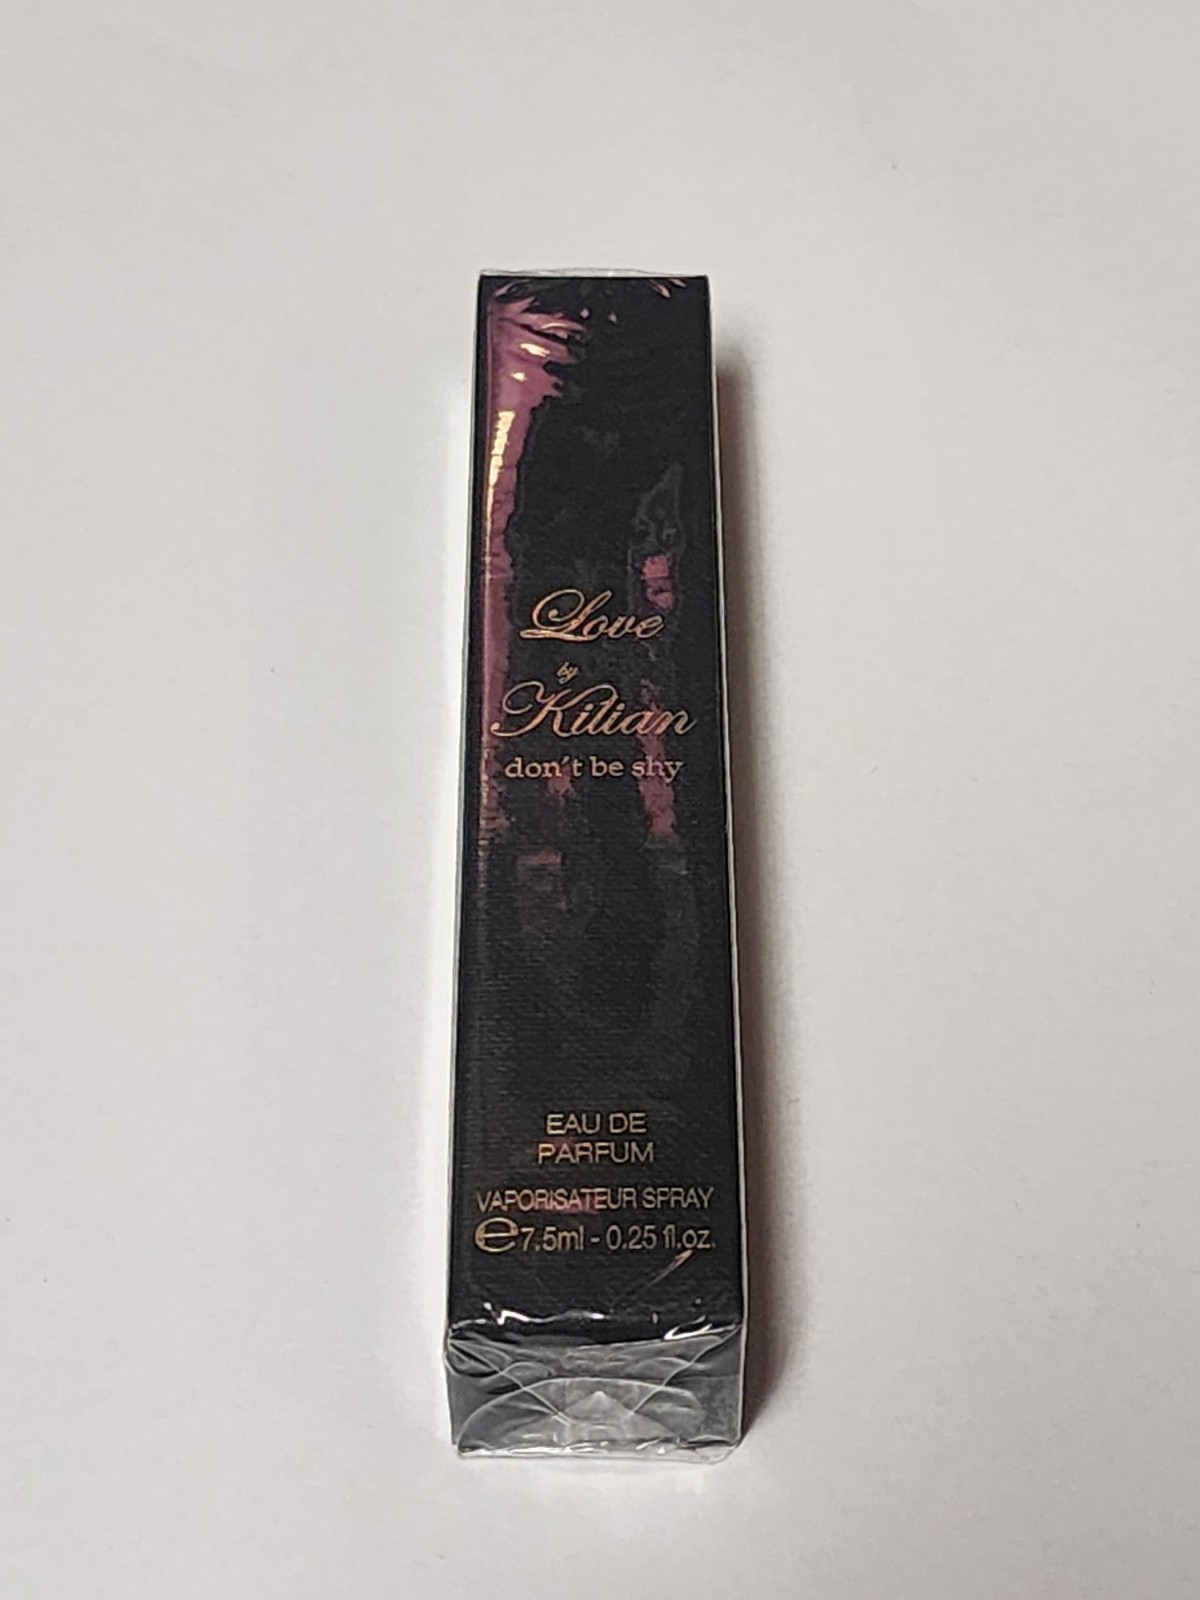 Love
by
Kilian
don't be shy
EAU DE
PARFUM
VAPORISATEUR SPRAY
℮7.5ml - 0.25 fl.oz.